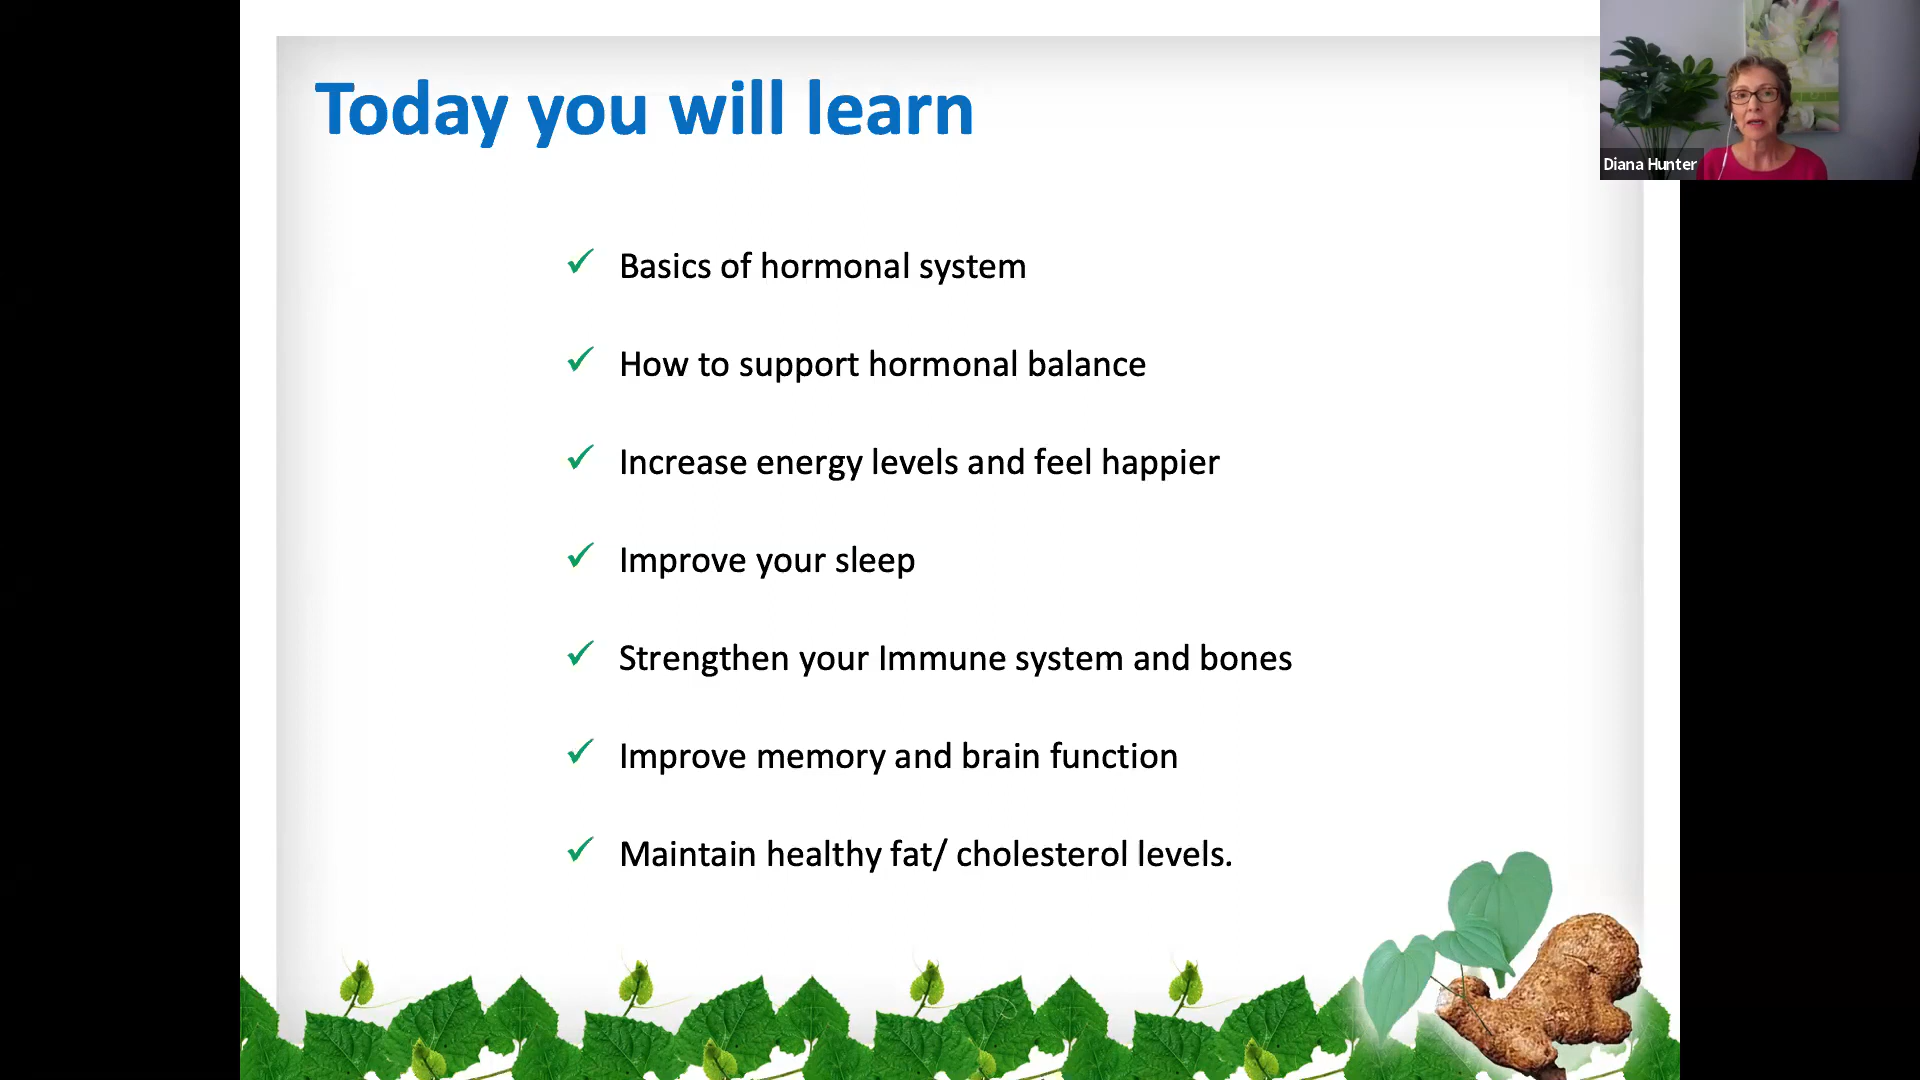 Today you will learn
Diana Hunter
✓ Basics of hormonal system
✓ How to support hormonal balance
✓ Increase energy levels and feel happier
✓ Improve your sleep
✓ Strengthen your Immune system and bones
✓ Improve memory and brain function
✓ Maintain healthy fat/ cholesterol levels.